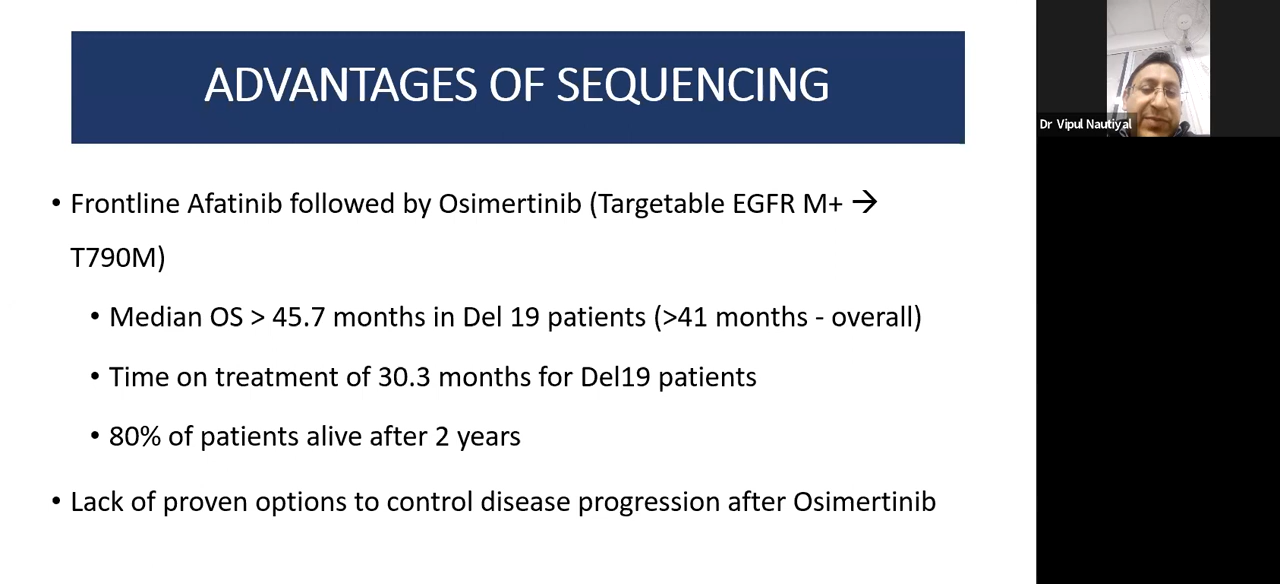 ADVANTAGES OF SEQUENCING
Dr Vipul Nautiyal
• Frontline Afatinib followed by Osimertinib (Targetable EGFR M+ →
T790M)
• Median OS > 45.7 months in Del 19 patients (>41 months - overall)
• Time on treatment of 30.3 months for Del19 patients
• 80% of patients alive after 2 years
• Lack of proven options to control disease progression after Osimertinib